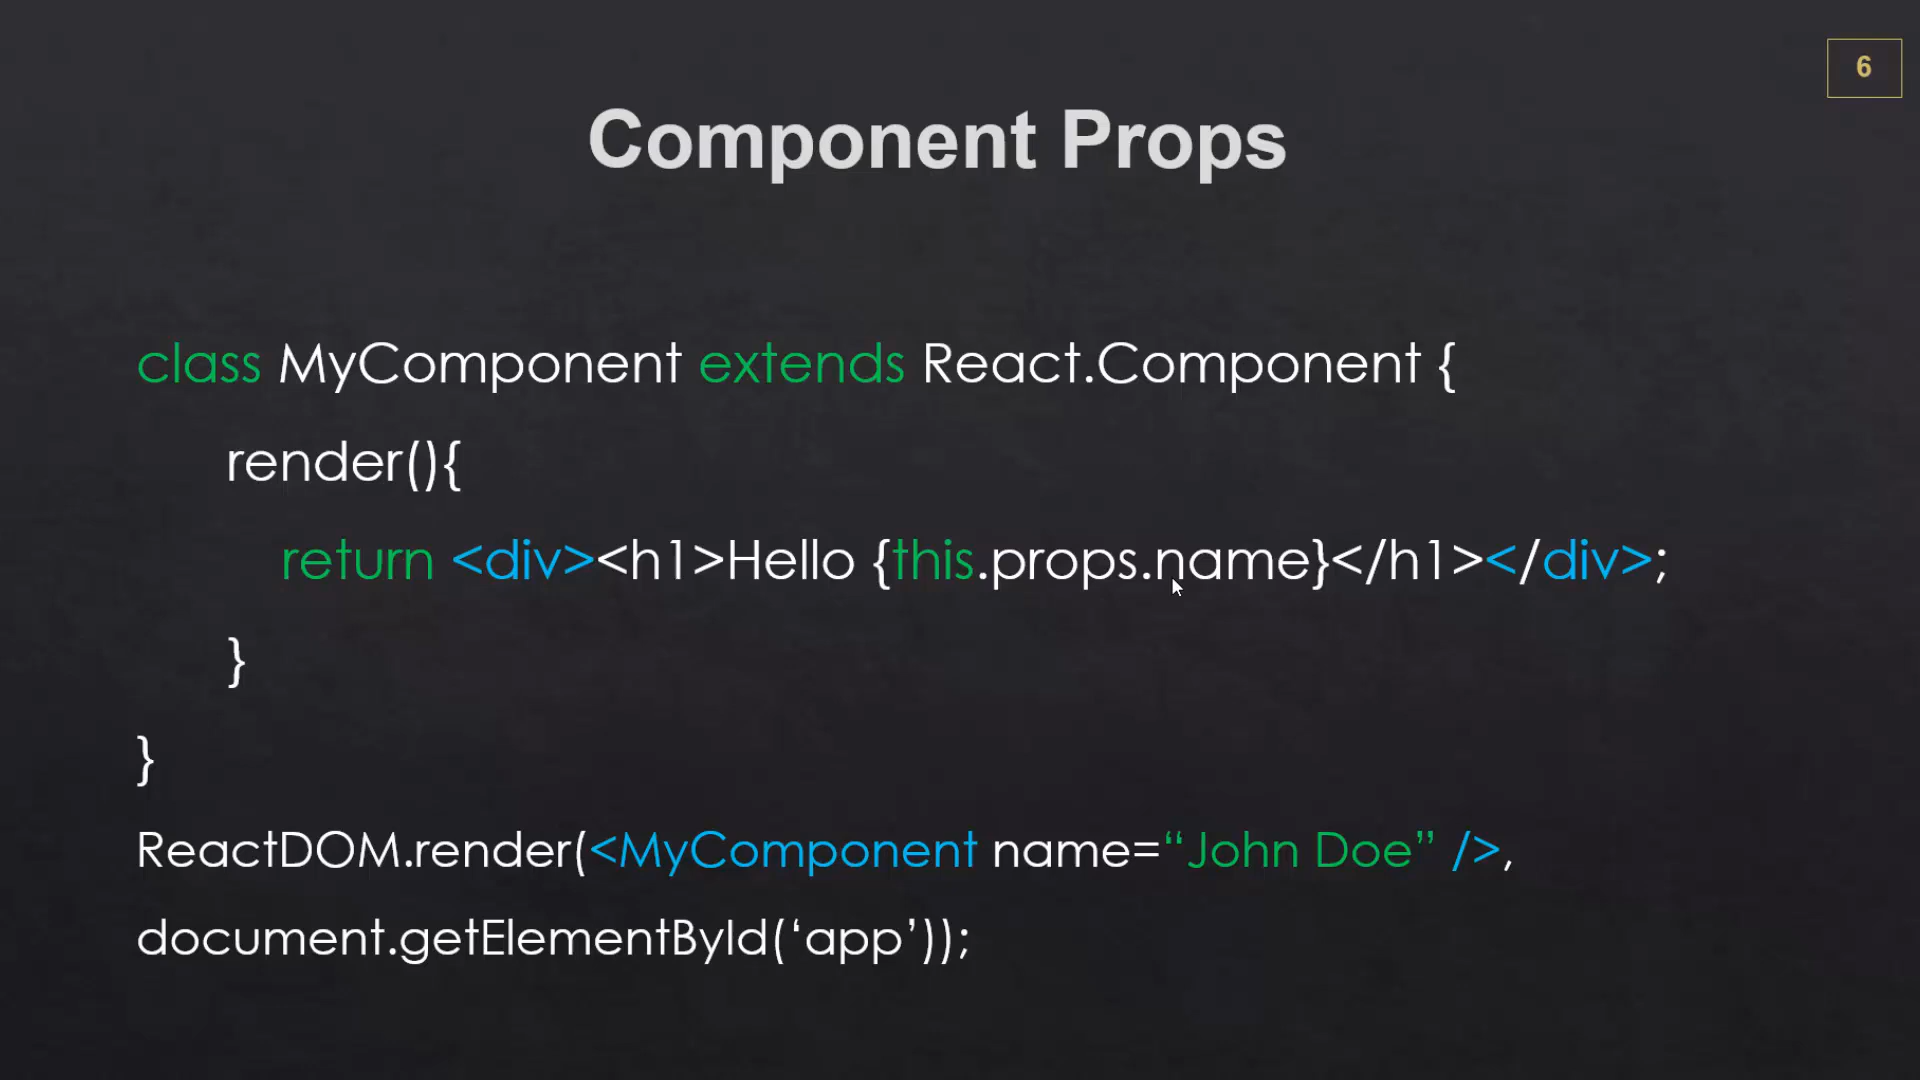 6
Component Props
class MyComponent extends React.Component {
render(){
return <div><h1>Hello {this.props.name}</h1></div>;
}
}
ReactDOM.render(<MyComponent name=“John Doe” />,
document.getElementById(‘app’));